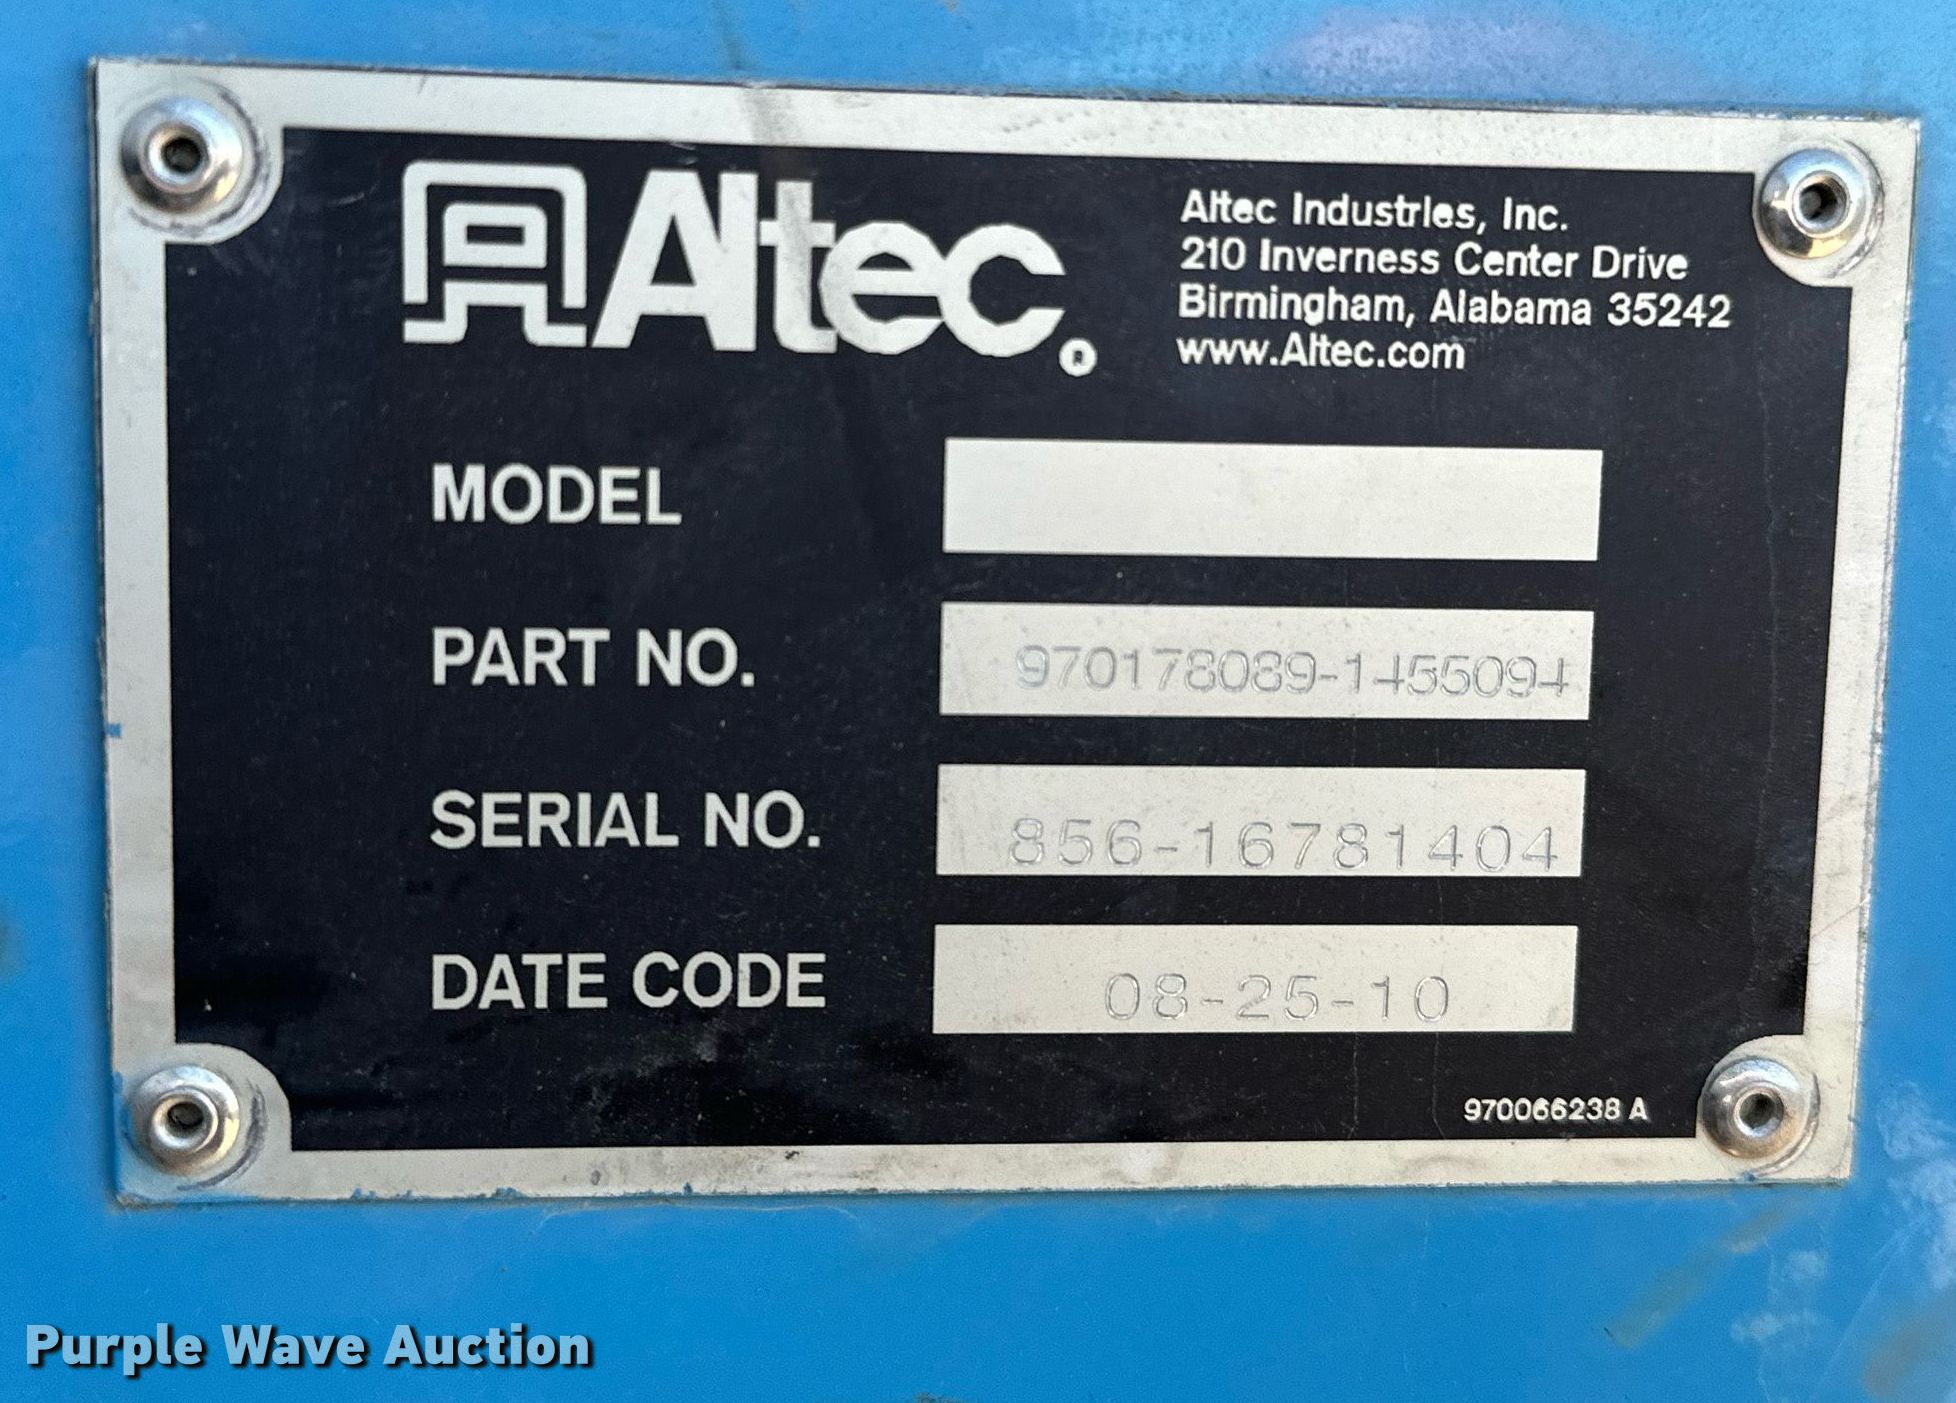 Altec®
Altec Industries, Inc.
210 Inverness Center Drive
Birmingham, Alabama 35242
www.Altec.com
MODEL
PART NO. 970178089-1455094
SERIAL NO. 856-16781404
DATE CODE 08-25-10
970066238 A
Purple Wave Auction